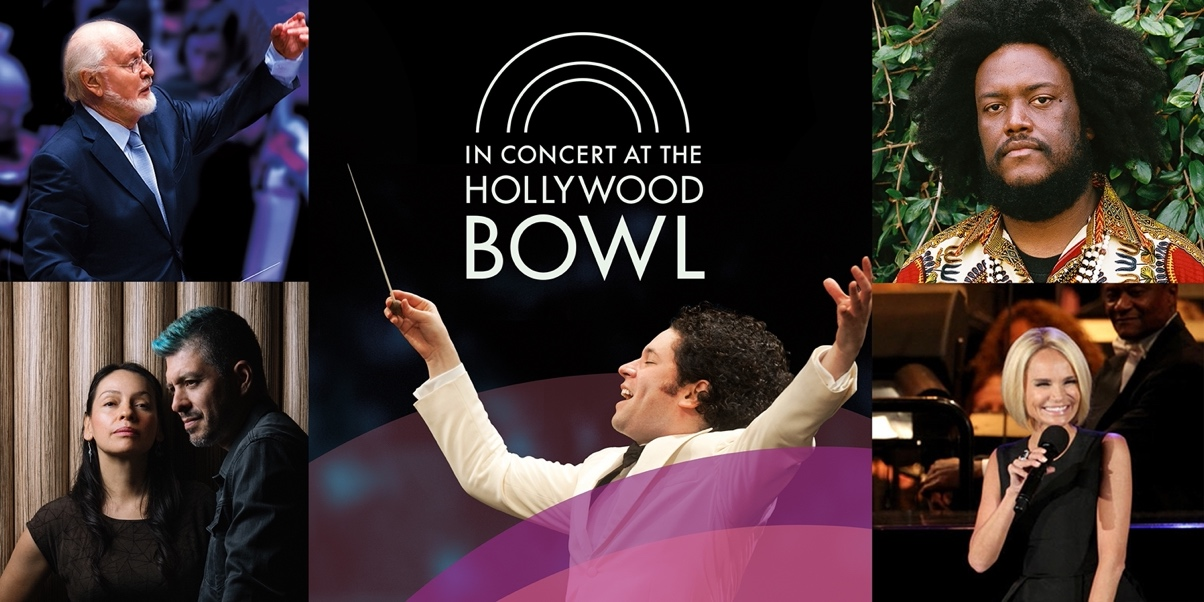 IN CONCERT AT THE
HOLLYWOOD
BOWL